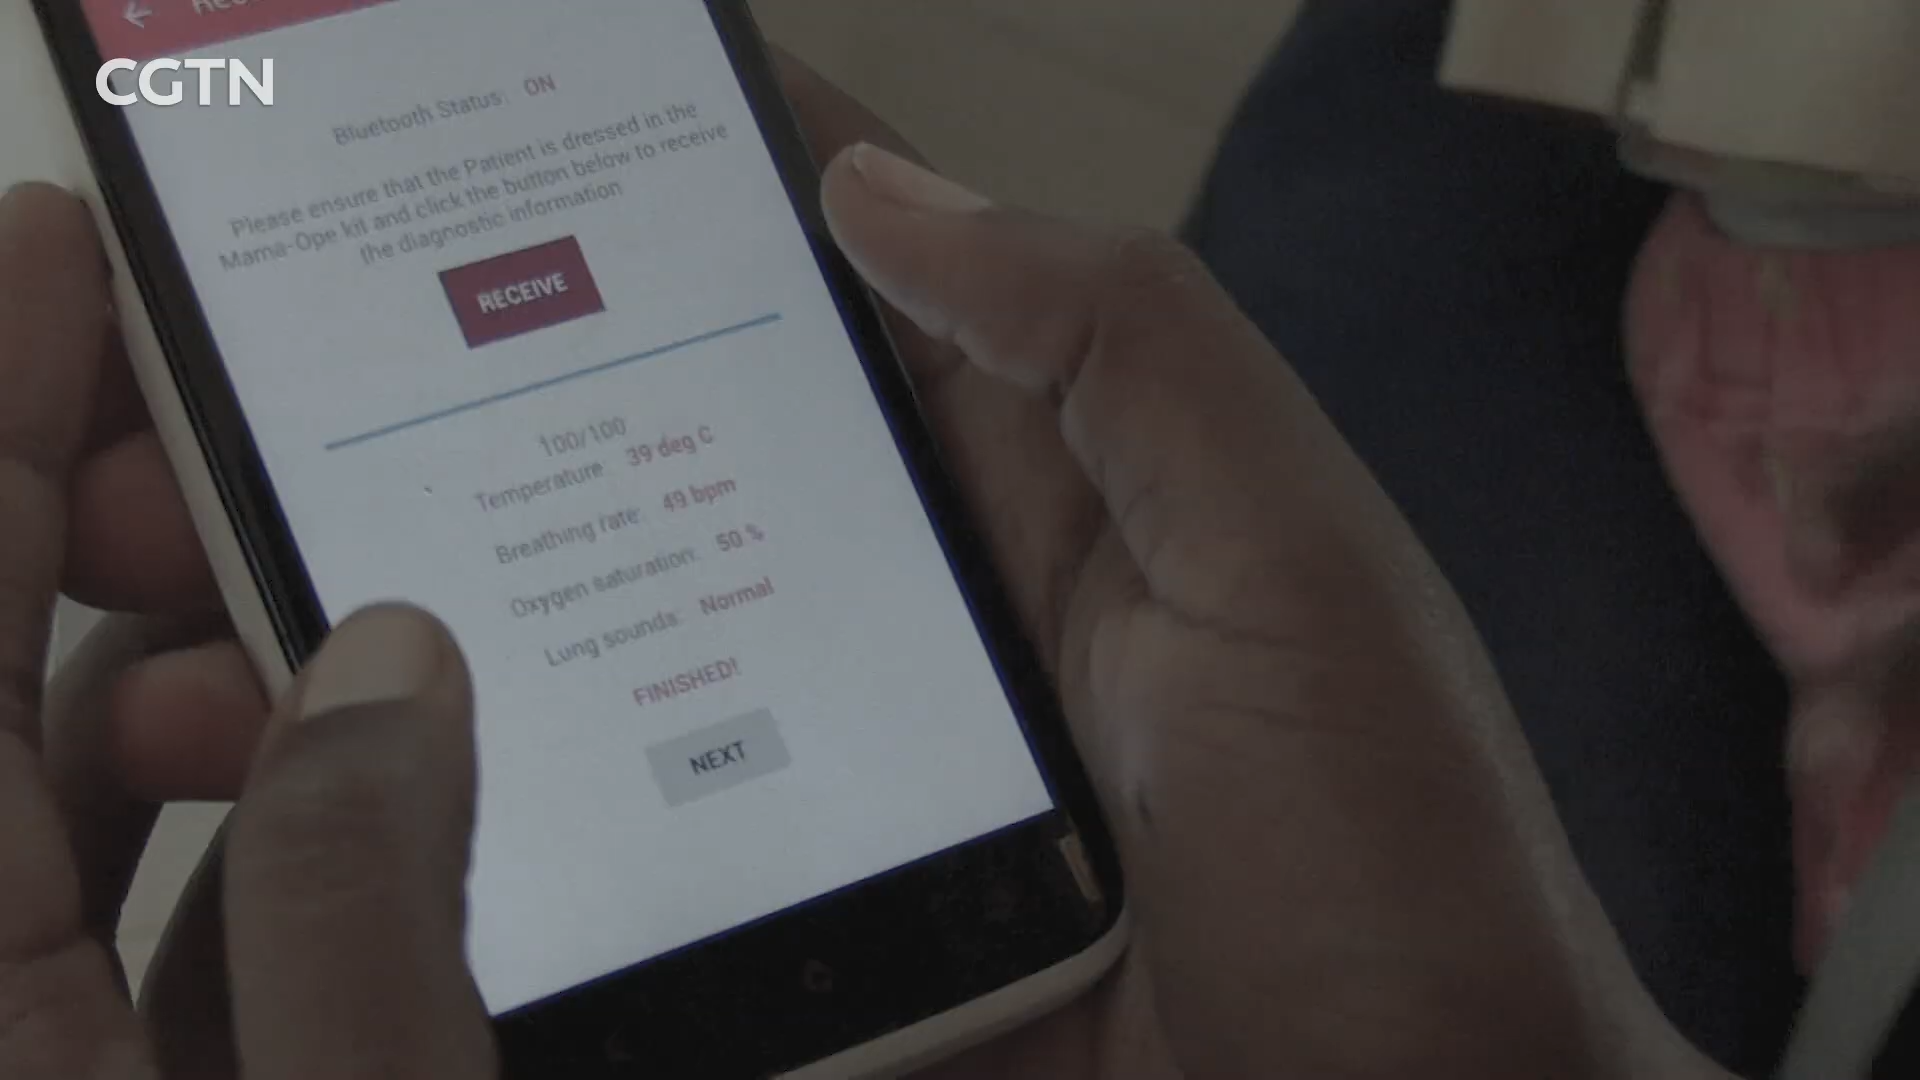 CGTN
Bluetooth Status: ON
Please ensure that the Patient is dressed in the
Mama-Ope kit and click the button below to receive
the diagnostic information
RECEIVE
100/100
Temperature: 39 deg C
Breathing rate: 49 bpm
Oxygen saturation: 50 %
Lung sounds: Normal
FINISHED!
NEXT